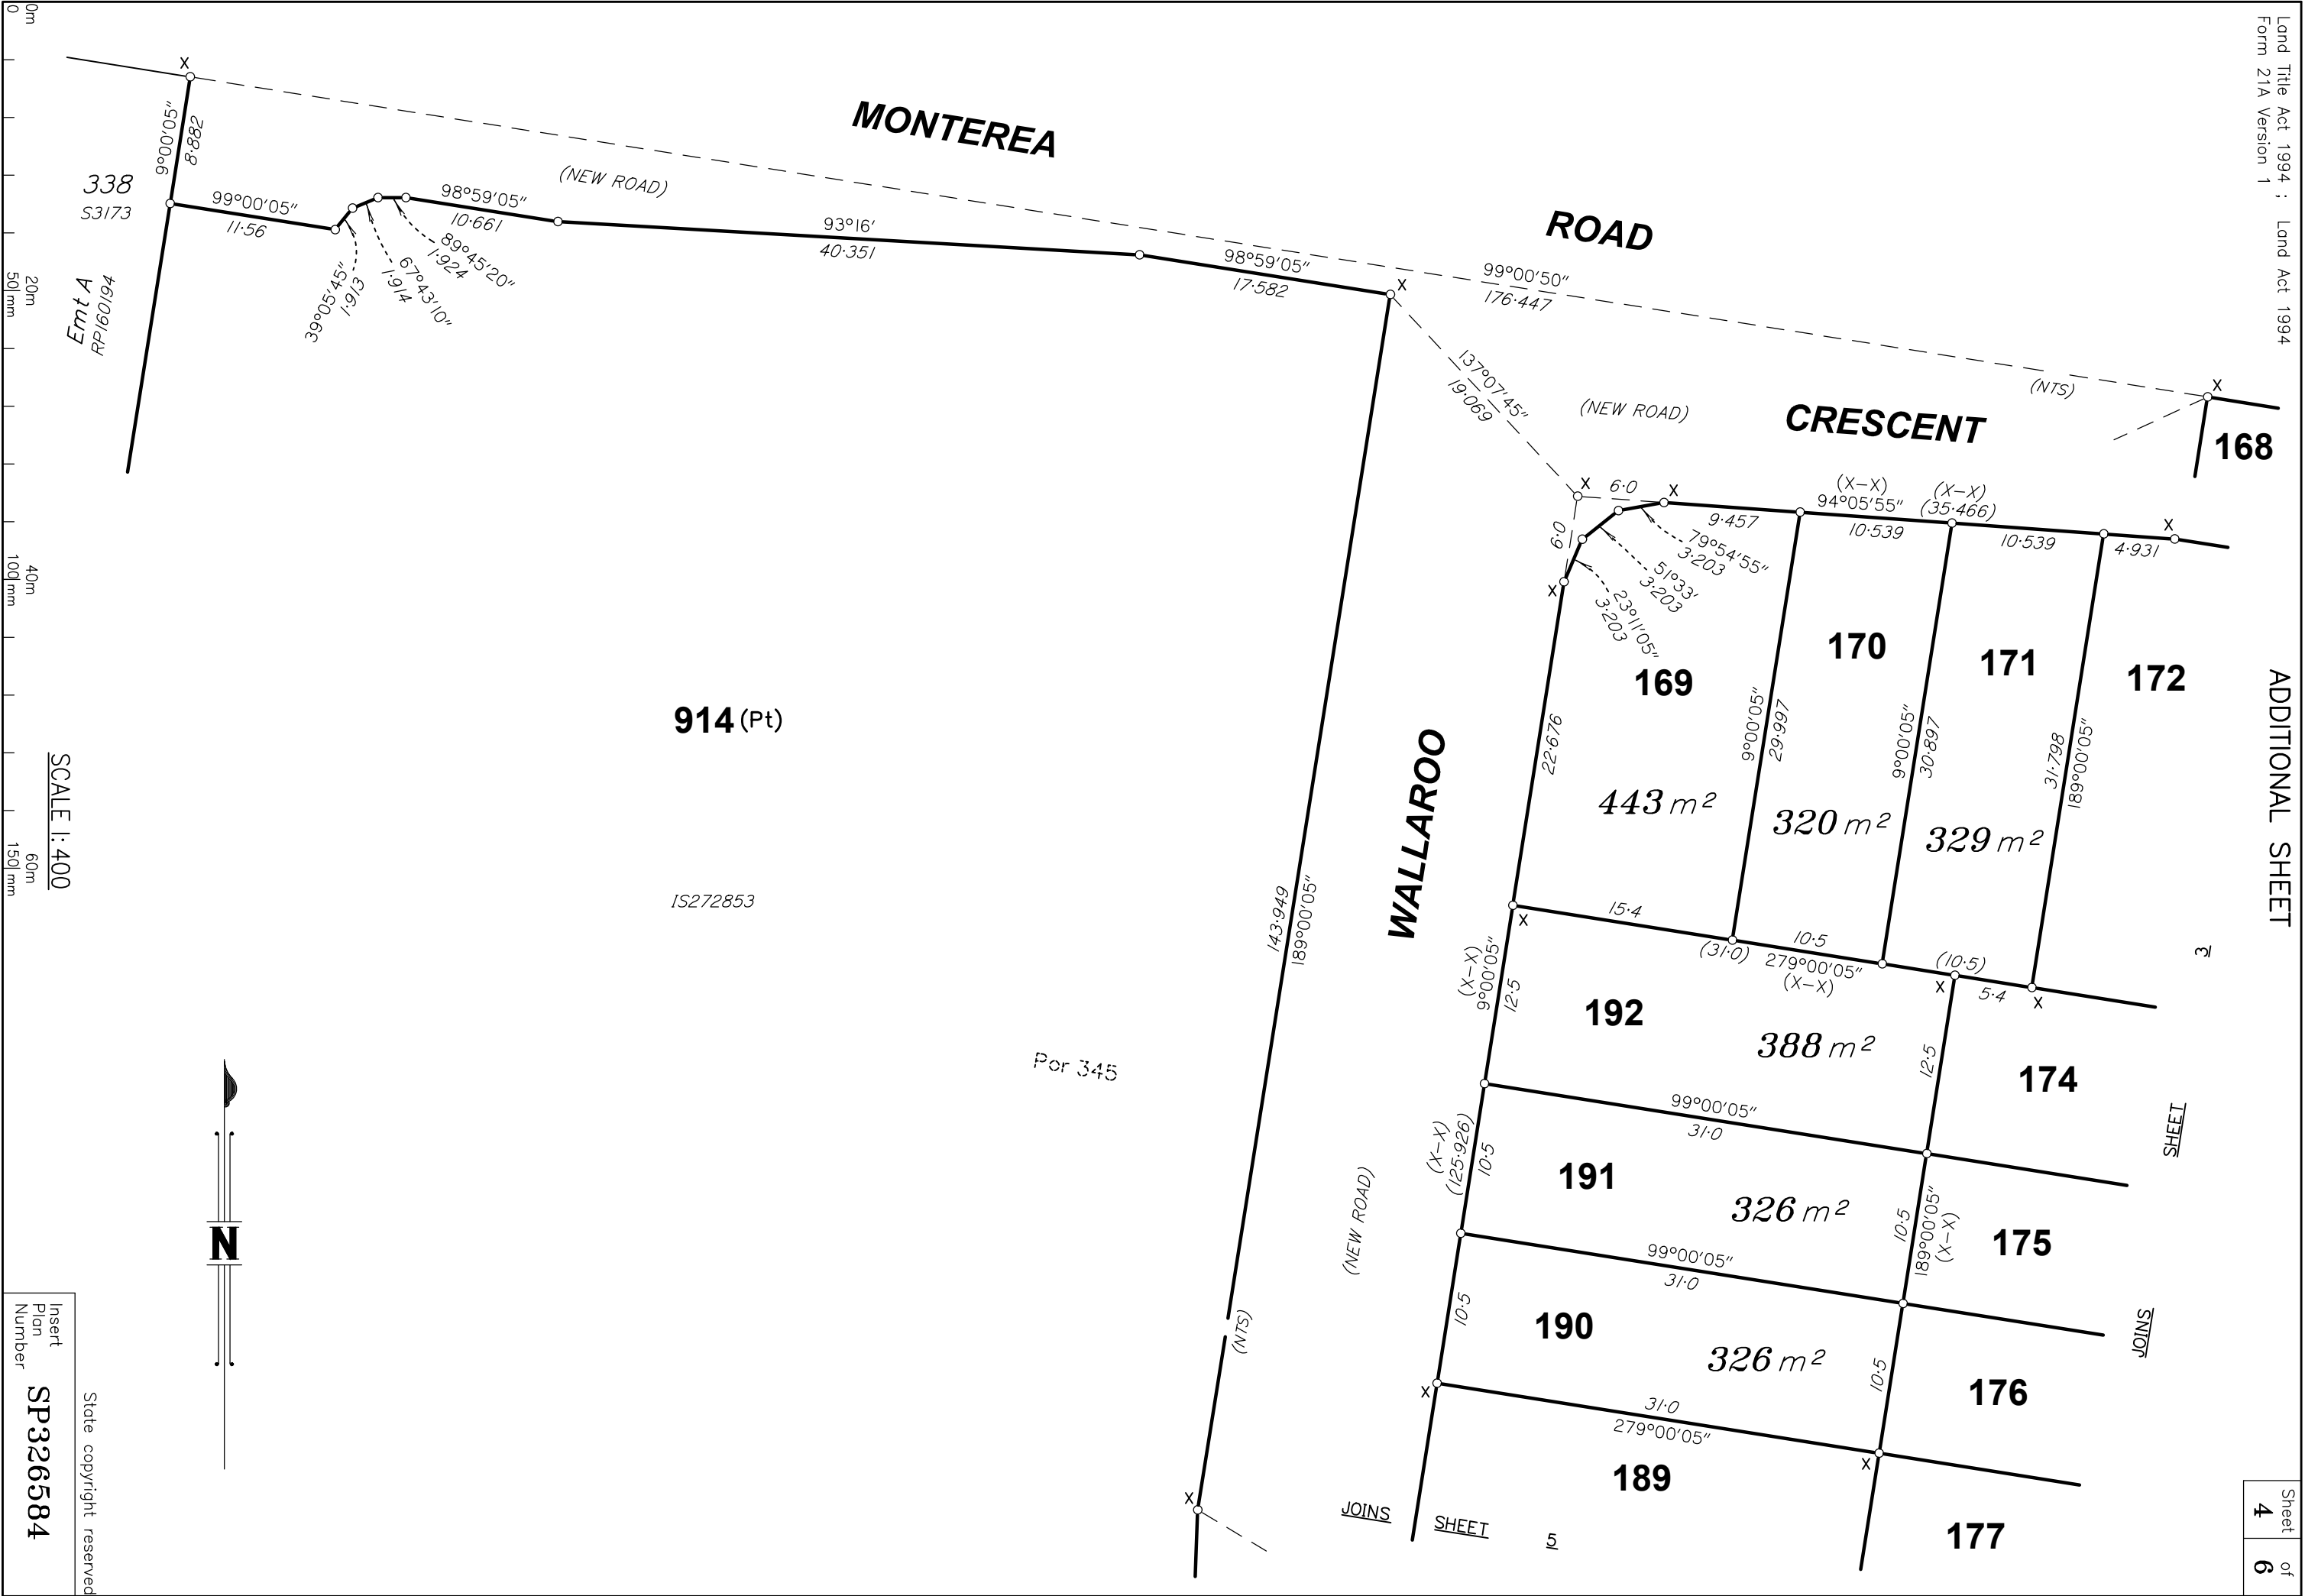 Land Title Act 1994 ; Land Act 1994
Form 21A Version 1
ADDITIONAL SHEET
Sheet of
4 6
0m
0
20m
50 mm
40m
100 mm
60m
150 mm
SCALE 1: 400
State copyright reserved
Insert
Plan
Number
SP326584
N
MONTEREA
ROAD
(NEW ROAD)
99°00'50"
176·447
(NTS)
X
X
X
9°00'05"
8·882
338
S3173
Emt A
RP160194
99°00'05"
11·56
39°05'45"
1·913
67°43'10"
1·914
89°45'20"
1·924
98°59'05"
10·661
93°16'
40·351
98°59'05"
17·582
137°07'45"
19·069
(NEW ROAD)
CRESCENT
168
X
6·0
X
6·0
X
79°54'55"
3·203
51°33'
3·203
23°11'05"
3·203
9·457
(X-X)
94°05'55"
10·539
(X-X)
(35·466)
10·539
4·931
X
169
170
171
172
22·676
9°00'05"
29·997
9°00'05"
30·897
31·798
189°00'05"
443 m²
320 m²
329 m²
914 (Pt)
IS272853
Por 345
143·949
189°00'05"
(NTS)
X
WALLAROO
(NEW ROAD)
15·4
(31·0)
10·5
279°00'05"
(X-X)
(10·5)
5·4
X
X
X
(X-X)
9°00'05"
12·5
192
388 m²
12·5
174
99°00'05"
31·0
(X-X)
(125·926)
10·5
191
326 m²
10·5
189°00'05"
(X-X)
175
99°00'05"
31·0
10·5
190
326 m²
10·5
176
X
31·0
279°00'05"
X
189
177
JOINS SHEET 5
JOINS SHEET 3